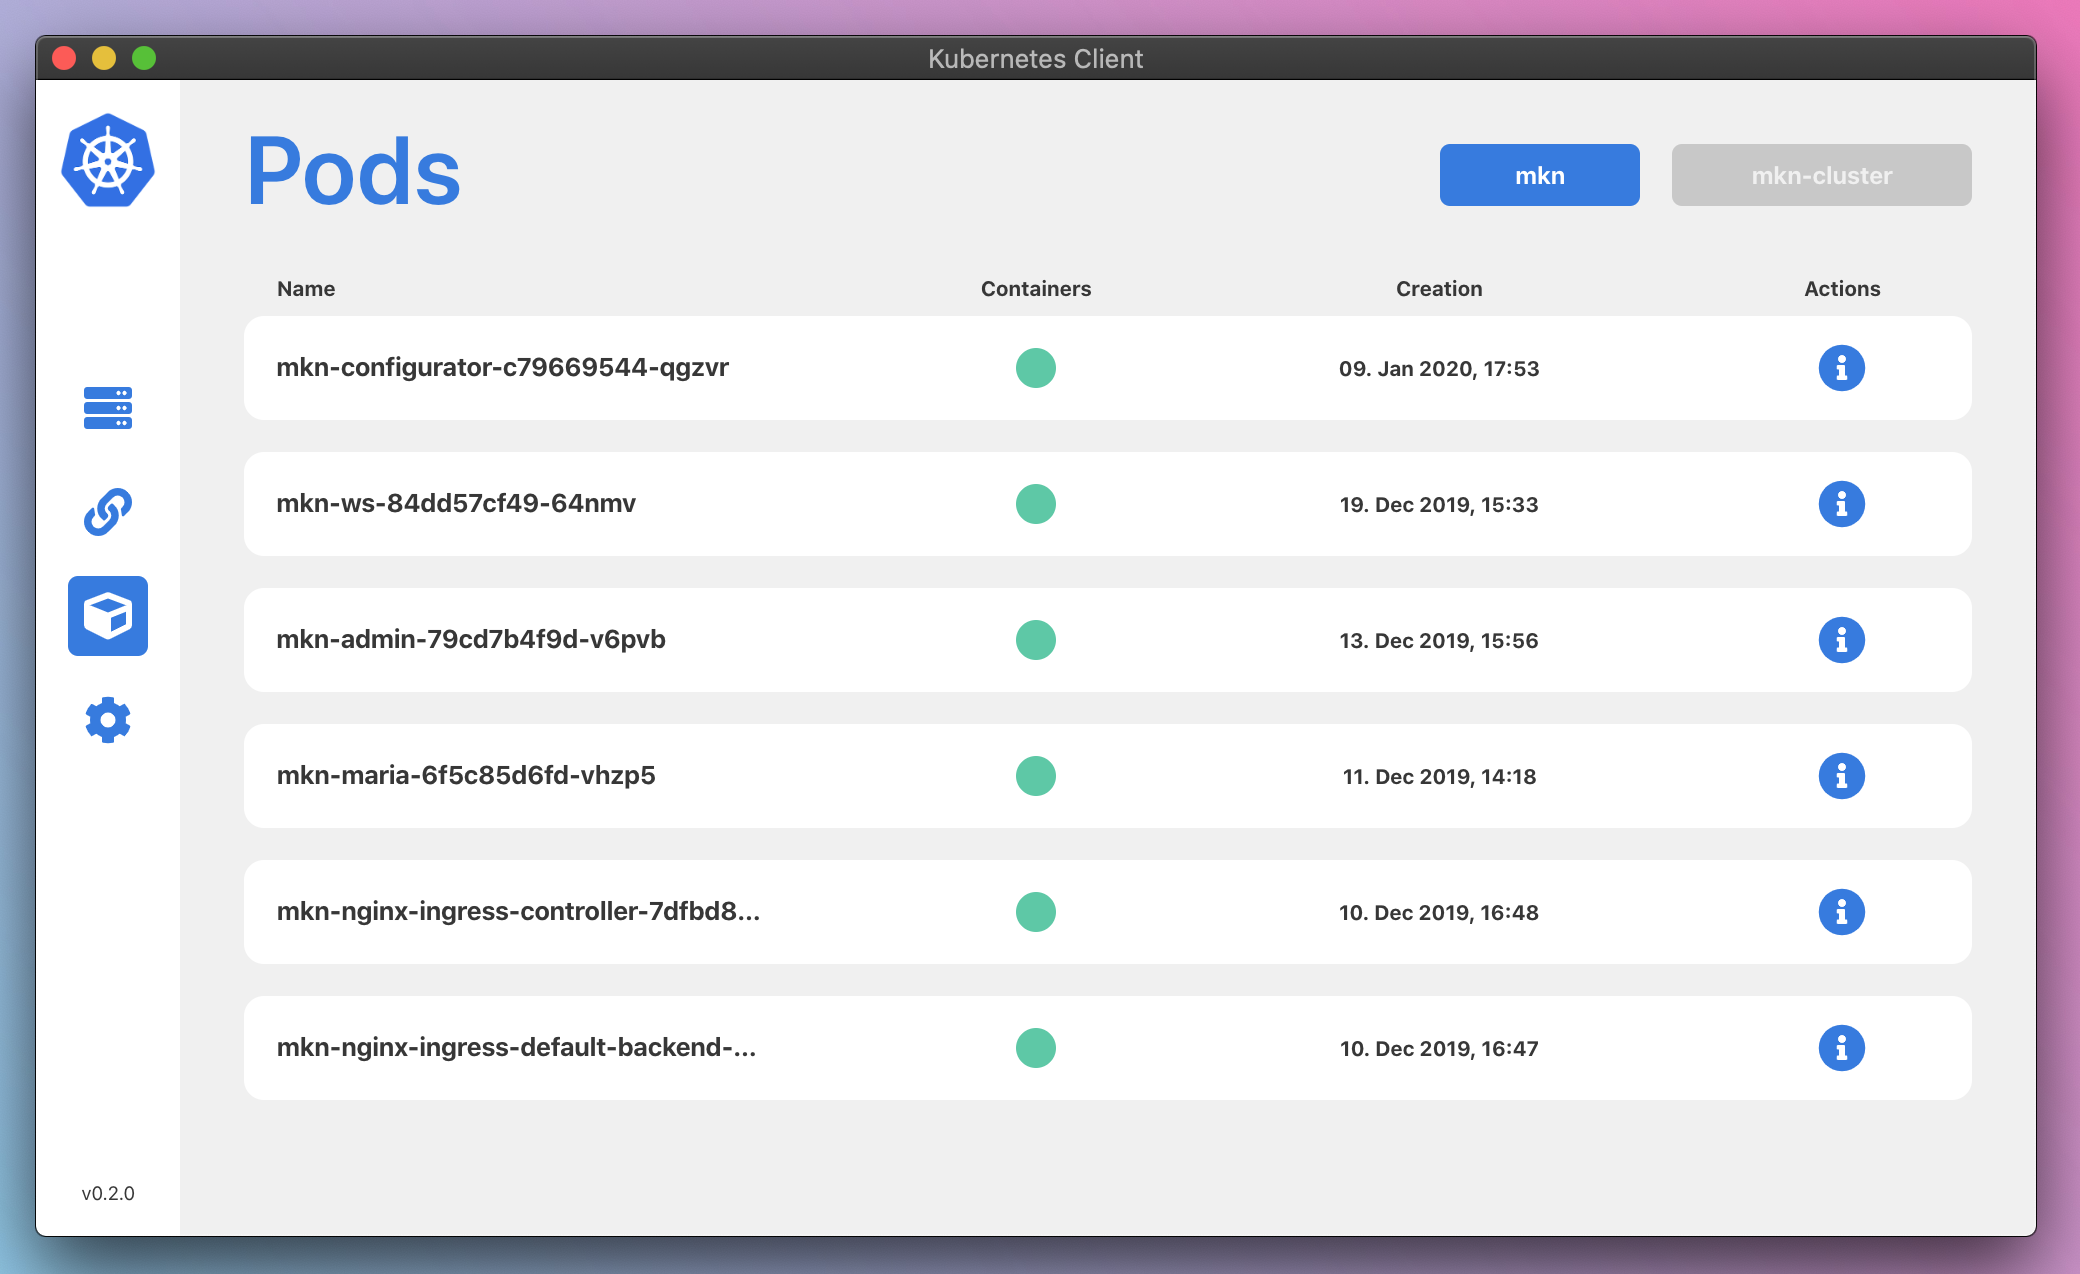 Kubernetes Client
Pods
mkn
mkn-cluster
Name Containers Creation Actions
mkn-configurator-c79669544-qgzvr 09. Jan 2020, 17:53
mkn-ws-84dd57cf49-64nmv 19. Dec 2019, 15:33
mkn-admin-79cd7b4f9d-v6pvb 13. Dec 2019, 15:56
mkn-maria-6f5c85d6fd-vhzp5 11. Dec 2019, 14:18
mkn-nginx-ingress-controller-7dfbd8... 10. Dec 2019, 16:48
mkn-nginx-ingress-default-backend-... 10. Dec 2019, 16:47
v0.2.0